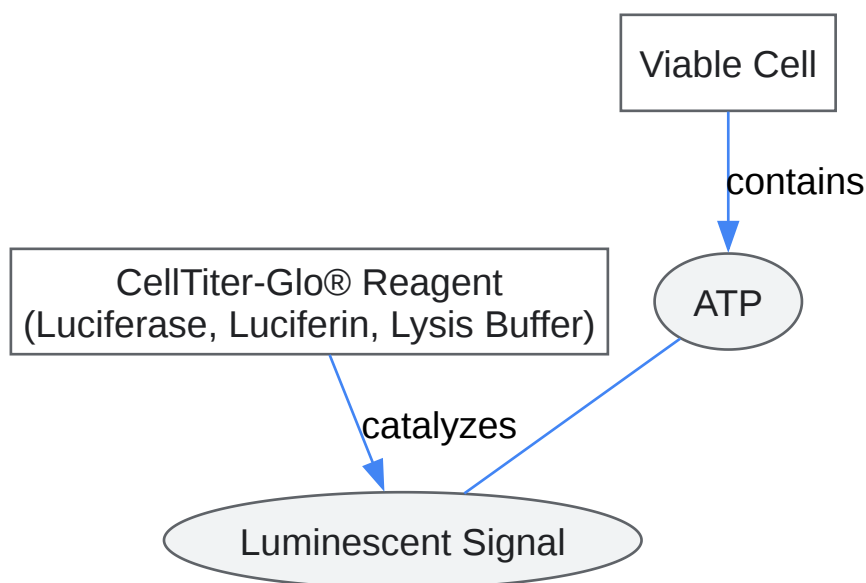 Viable Cell
contains
CellTiter-Glo® Reagent
(Luciferase, Luciferin, Lysis Buffer)
ATP
catalyzes
Luminescent Signal